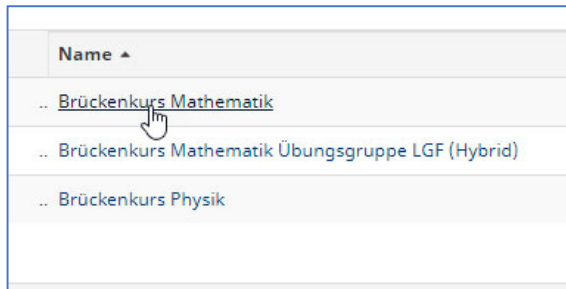 Name ▲
.. Brückenkurs Mathematik
.. Brückenkurs Mathematik Übungsgruppe LGF (Hybrid)
.. Brückenkurs Physik